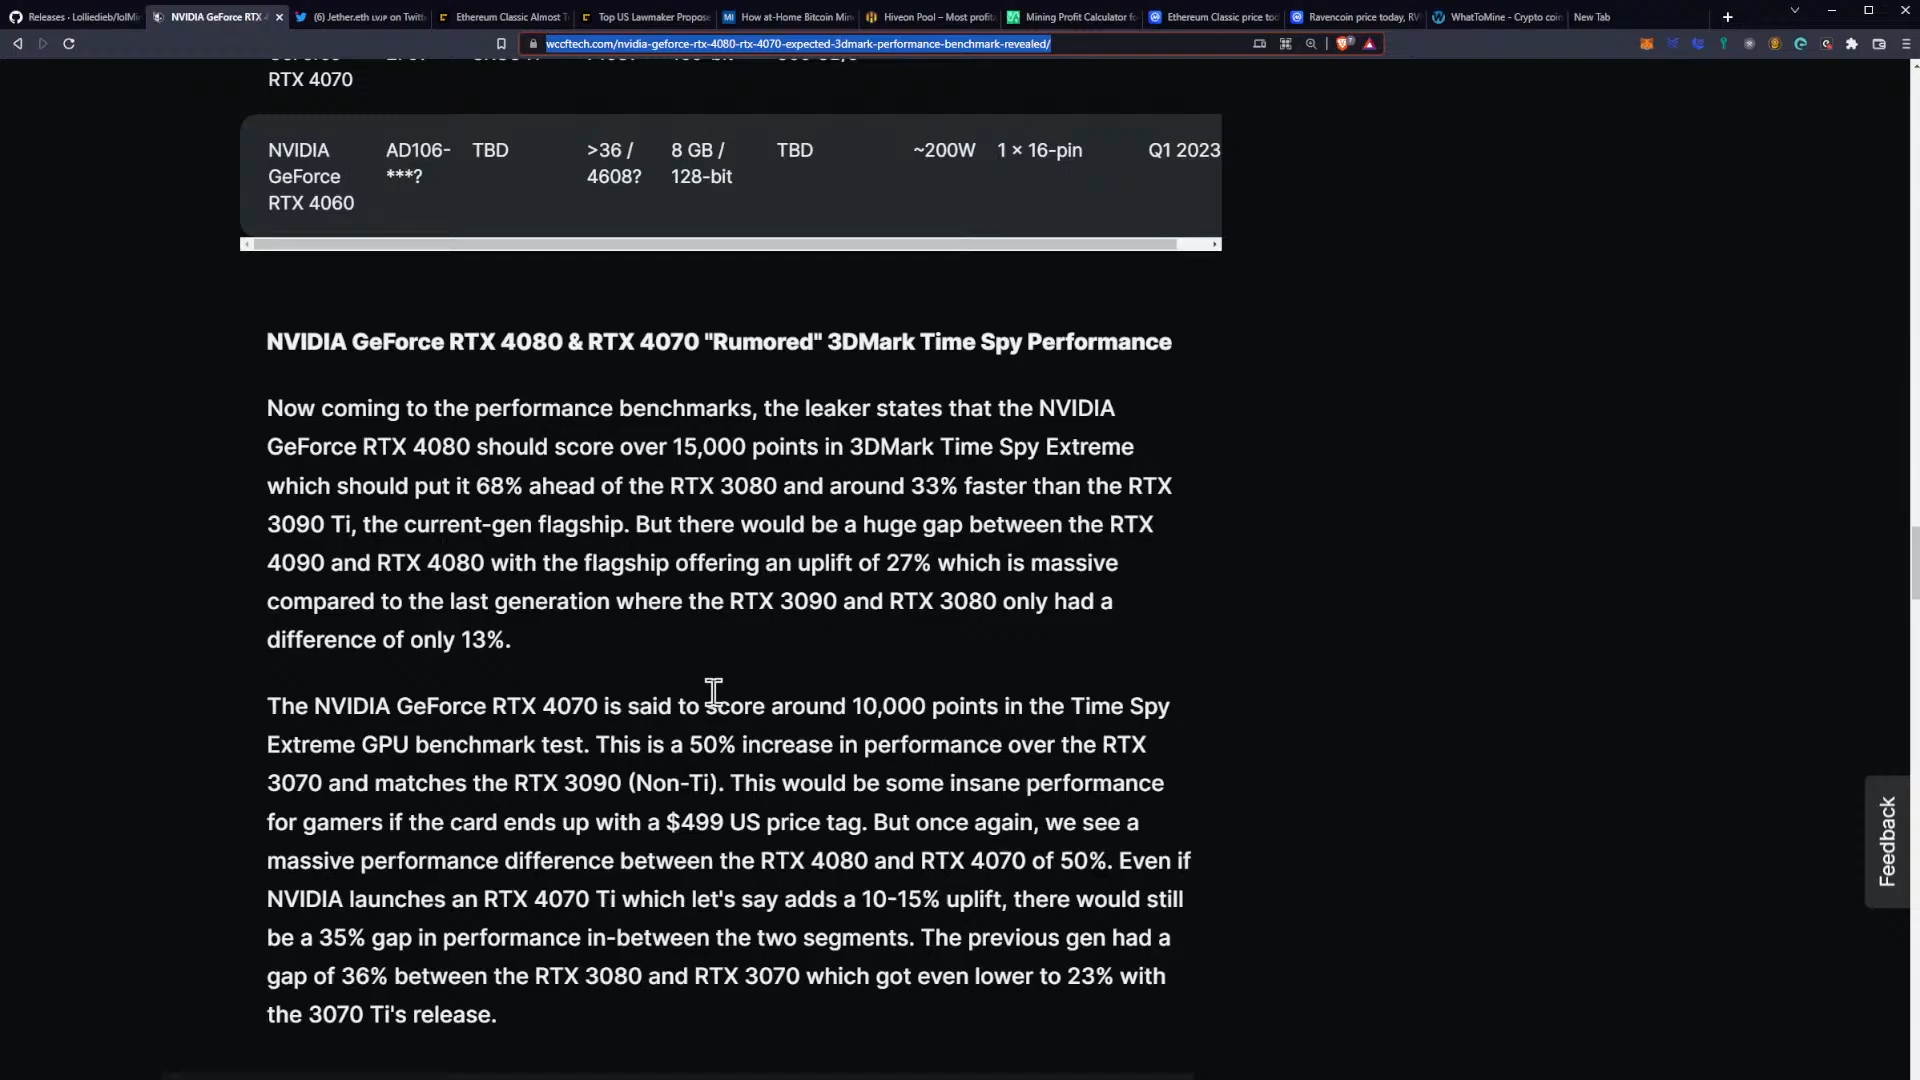 Releases · Lolliedieb/lolMin
NVIDIA GeForce RTX 4
(6) Jether.eth LVJP on Twitt
Ethereum Classic Almost T
Top US Lawmaker Propose
How at-Home Bitcoin Min
Hiveon Pool – Most profit
Mining Profit Calculator fo
Ethereum Classic price tod
Ravencoin price today, RV
WhatToMine - Crypto coin
New Tab
wccftech.com/nvidia-geforce-rtx-4080-rtx-4070-expected-3dmark-performance-benchmark-revealed/
RTX 4070
NVIDIA GeForce RTX 4060
AD106-***?
TBD
>36 / 4608?
8 GB / 128-bit
TBD
~200W
1 × 16-pin
Q1 2023
NVIDIA GeForce RTX 4080 & RTX 4070 "Rumored" 3DMark Time Spy Performance
Now coming to the performance benchmarks, the leaker states that the NVIDIA
GeForce RTX 4080 should score over 15,000 points in 3DMark Time Spy Extreme
which should put it 68% ahead of the RTX 3080 and around 33% faster than the RTX
3090 Ti, the current-gen flagship. But there would be a huge gap between the RTX
4090 and RTX 4080 with the flagship offering an uplift of 27% which is massive
compared to the last generation where the RTX 3090 and RTX 3080 only had a
difference of only 13%.
The NVIDIA GeForce RTX 4070 is said to score around 10,000 points in the Time Spy
Extreme GPU benchmark test. This is a 50% increase in performance over the RTX
3070 and matches the RTX 3090 (Non-Ti). This would be some insane performance
for gamers if the card ends up with a $499 US price tag. But once again, we see a
massive performance difference between the RTX 4080 and RTX 4070 of 50%. Even if
NVIDIA launches an RTX 4070 Ti which let's say adds a 10-15% uplift, there would still
be a 35% gap in performance in-between the two segments. The previous gen had a
gap of 36% between the RTX 3080 and RTX 3070 which got even lower to 23% with
the 3070 Ti's release.
Feedback